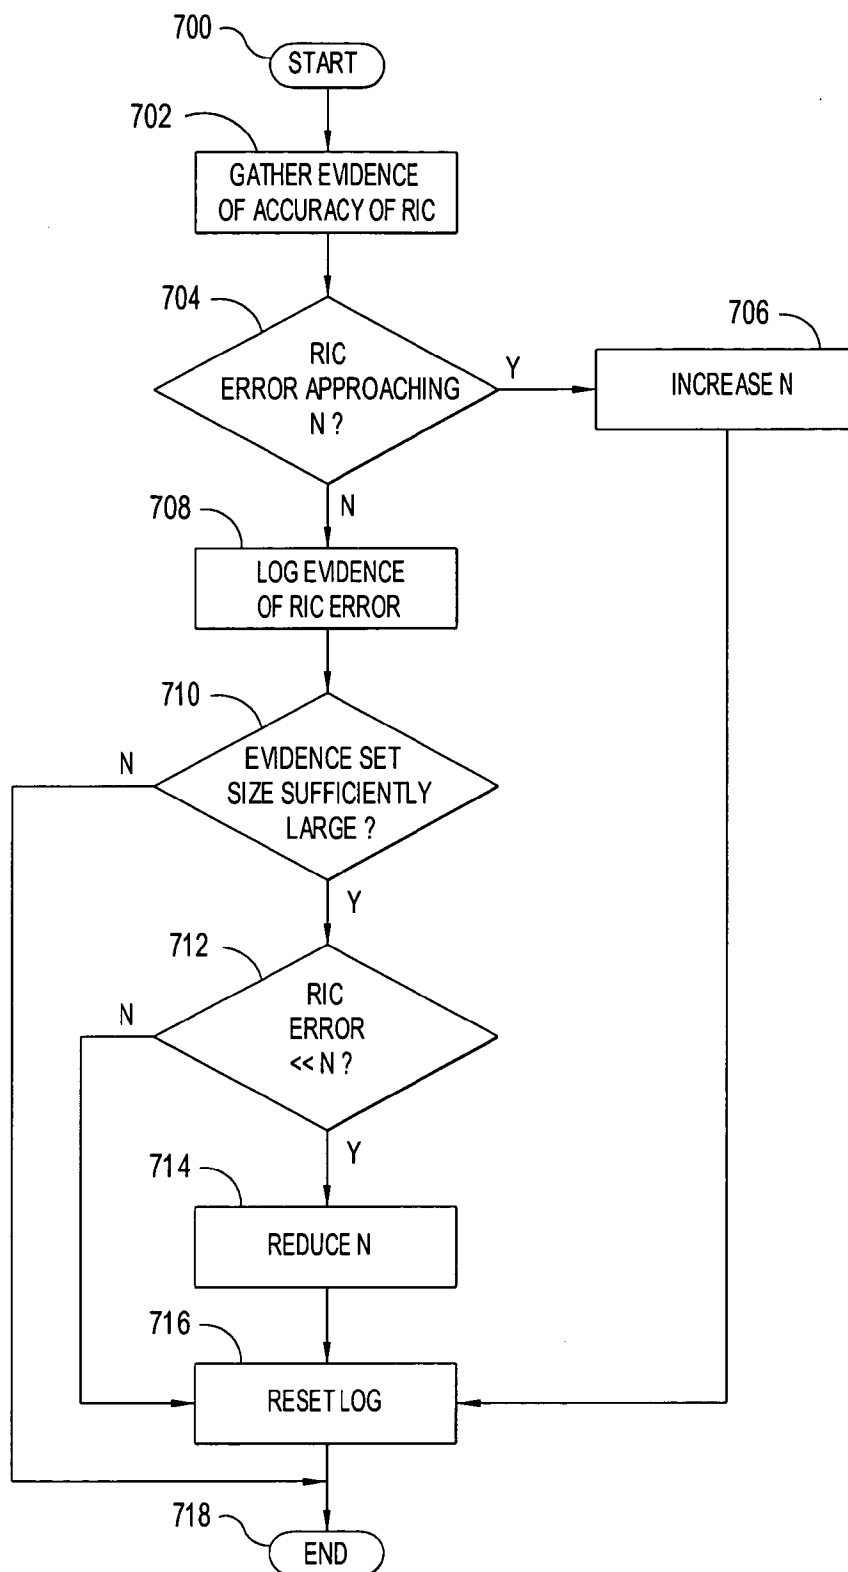 700
START
702
GATHER EVIDENCE
OF ACCURACY OF RIC
704
RIC
ERROR APPROACHING
N ?
Y
706
INCREASE N
N
708
LOG EVIDENCE
OF RIC ERROR
710
N
EVIDENCE SET
SIZE SUFFICIENTLY
LARGE ?
Y
712
N
RIC
ERROR
<< N ?
Y
714
REDUCE N
716
RESET LOG
718
END